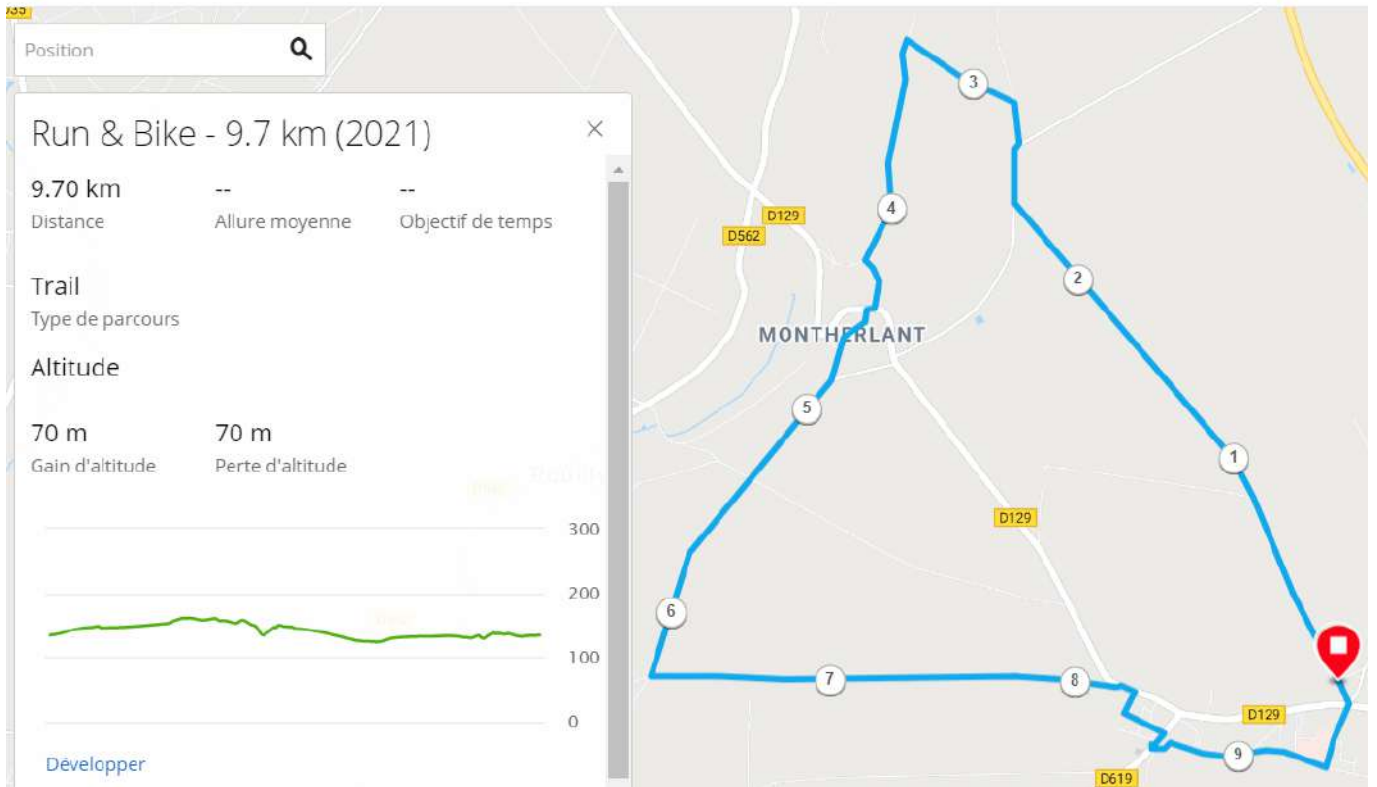 Position
Run & Bike - 9.7 km (2021)
9.70 km
--
--
Distance
Allure moyenne
Objectif de temps
Trail
Type de parcours
Altitude
70 m
70 m
Gain d'altitude
Perte d'altitude
300
200
100
0
Développer
3
4
D129
D562
2
MONTHERLANT
5
1
D129
6
7
8
D129
9
D619